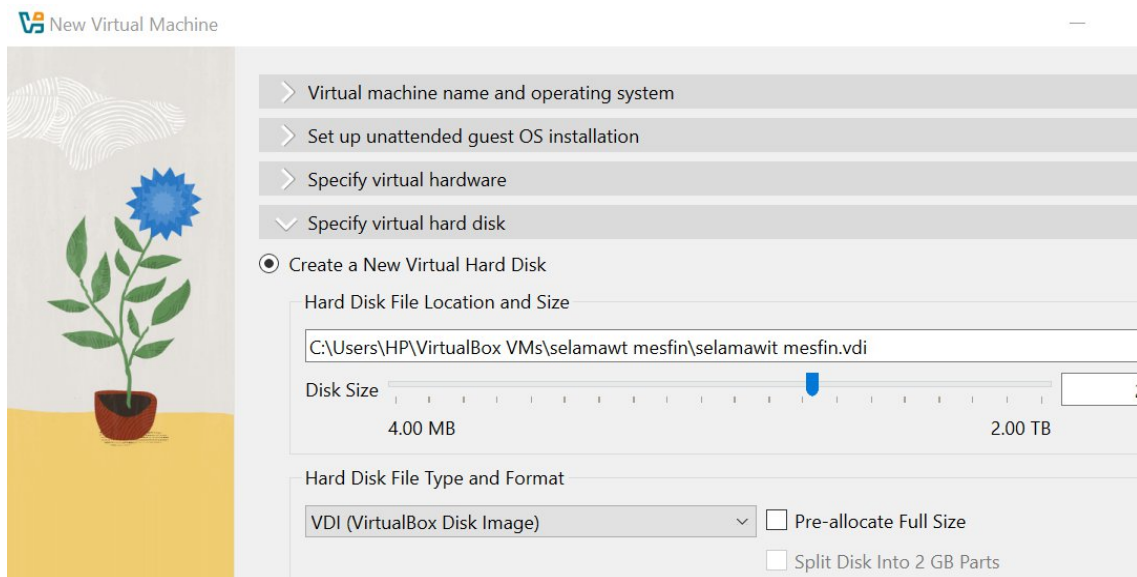 New Virtual Machine
Virtual machine name and operating system
Set up unattended guest OS installation
Specify virtual hardware
Specify virtual hard disk
Create a New Virtual Hard Disk
Hard Disk File Location and Size
C:\Users\HP\VirtualBox VMs\selamawt mesfin\selamawit mesfin.vdi
Disk Size
4.00 MB 2.00 TB
Hard Disk File Type and Format
VDI (VirtualBox Disk Image) Pre-allocate Full Size
Split Disk Into 2 GB Parts